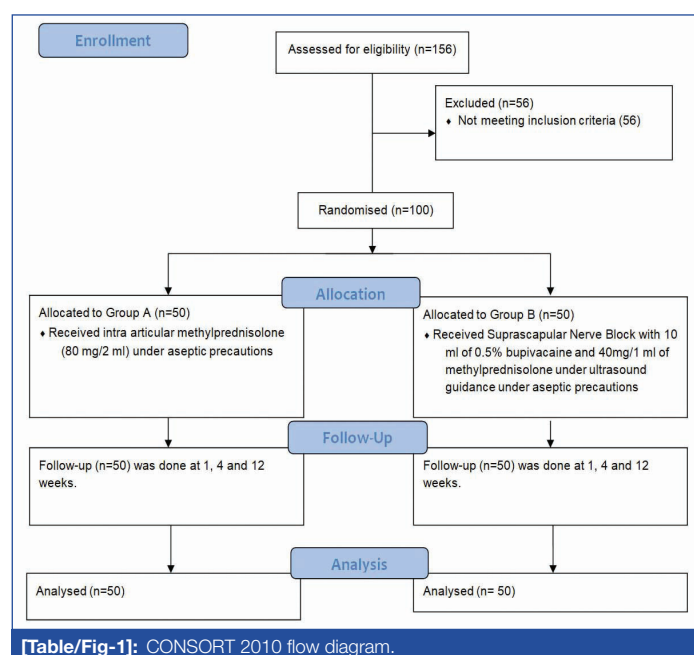 Enrollment
Assessed for eligibility (n=156)
Excluded (n=56)
♦ Not meeting inclusion criteria (56)
Randomised (n=100)
Allocation
Allocated to Group A (n=50)
♦ Received intra articular methylprednisolone
(80 mg/2 ml) under aseptic precautions
Allocated to Group B (n=50)
♦ Received Suprascapular Nerve Block with 10
ml of 0.5% bupivacaine and 40mg/1 ml of
methylprednisolone under ultrasound
guidance under aseptic precautions
Follow-Up
Follow-up (n=50) was done at 1, 4 and 12
weeks.
Follow-up (n=50) was done at 1, 4 and 12
weeks.
Analysis
Analysed (n=50)
Analysed (n= 50)
[Table/Fig-1]: CONSORT 2010 flow diagram.